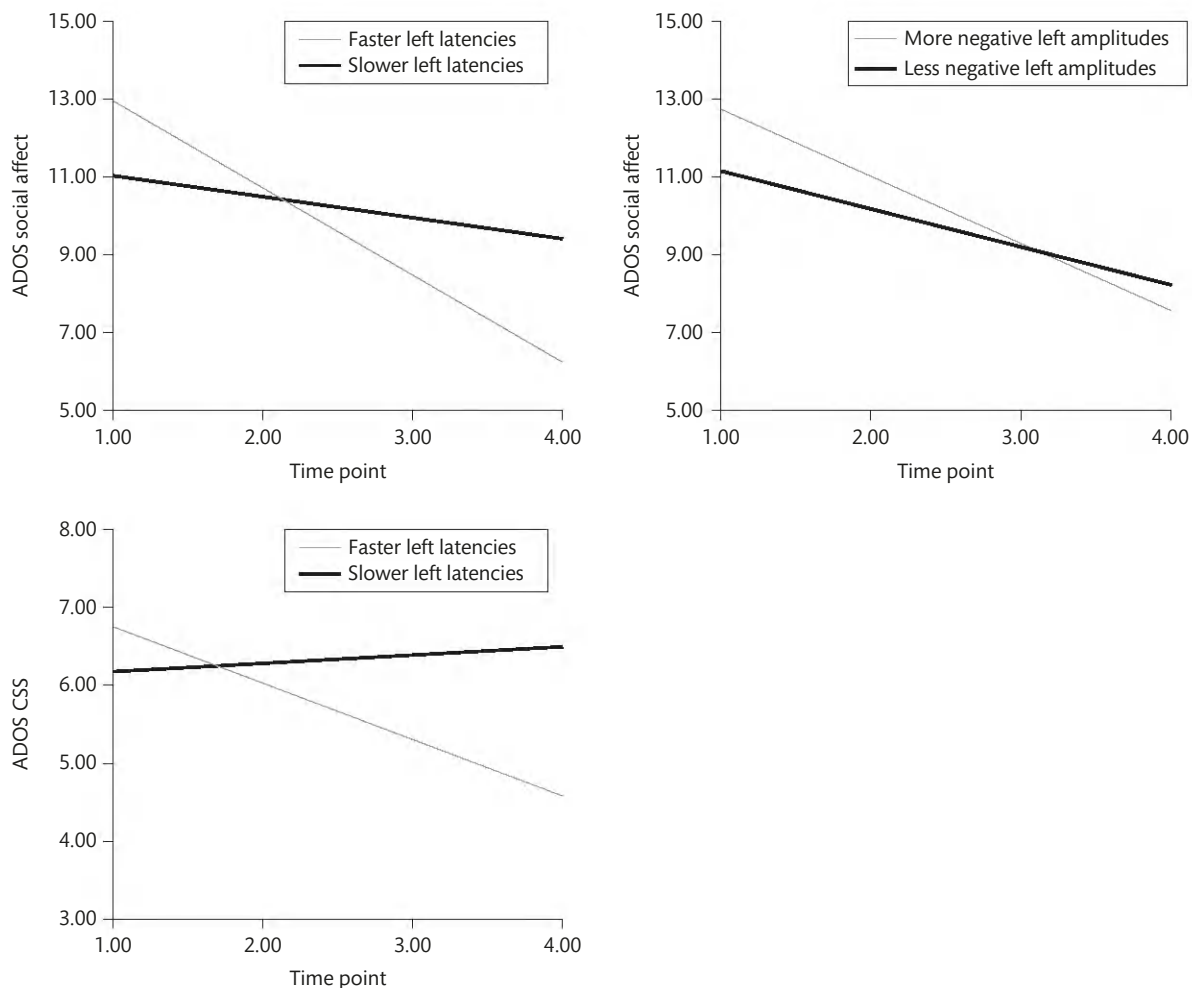 15.00
13.00
11.00
9.00
7.00
5.00
ADOS social affect
Faster left latencies
Slower left latencies
1.00 2.00 3.00 4.00
Time point
15.00
13.00
11.00
9.00
7.00
5.00
ADOS social affect
More negative left amplitudes
Less negative left amplitudes
1.00 2.00 3.00 4.00
Time point
8.00
7.00
6.00
5.00
4.00
3.00
ADOS CSS
Faster left latencies
Slower left latencies
1.00 2.00 3.00 4.00
Time point